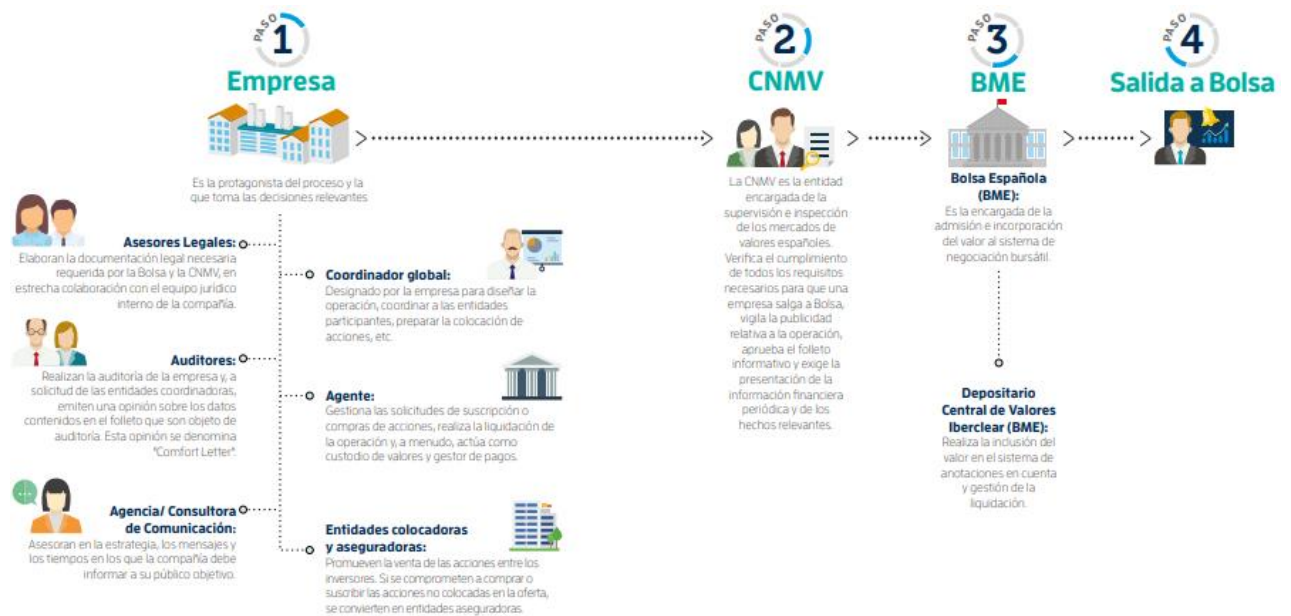 PASO 1
Empresa
Es la protagonista del proceso y la
que toma las decisiones relevantes
Asesores Legales:
Elaboran la documentación legal necesaria
requerida por la Bolsa y la CNMV, en
estrecha colaboración con el equipo jurídico
interno de la compañía.
Auditores:
Realizan la auditoría de la empresa y, a
solicitud de las entidades coordinadoras,
emiten una opinión sobre los datos
contenidos en el folleto que son objeto de
auditoría. Esta opinión se denomina
"Comfort Letter".
Agencia/ Consultora
de Comunicación:
Asesoran en la estrategia, los mensajes y
los tiempos en los que la compañía debe
informar a su público objetivo.
Coordinador global:
Designado por la empresa para diseñar la
operación, coordinar a las entidades
participantes, preparar la colocación de
acciones, etc.
Agente:
Gestiona las solicitudes de suscripción o
compras de acciones, realiza la liquidación de
la operación y, a menudo, actúa como
custodio de valores y gestor de pagos.
Entidades colocadoras
y aseguradoras:
Promueven la venta de las acciones entre los
inversores. Si se comprometen a comprar o
suscribir las acciones no colocadas en la oferta,
se convierten en entidades aseguradoras.
PASO 2
CNMV
La CNMV es la entidad
encargada de la
supervisión e inspección
de los mercados de
valores españoles.
Verifica el cumplimiento
de todos los requisitos
necesarios para que una
empresa salga a Bolsa,
vigila la publicidad
relativa a la operación,
aprueba el folleto
informativo y exige la
presentación de la
información financiera
periódica y de los
hechos relevantes.
PASO 3
BME
Bolsa Española
(BME):
Es la encargada de la
admisión e incorporación
del valor al sistema de
negociación bursátil.
Depositario
Central de Valores
Iberclear (BME):
Realiza la inclusión del
valor en el sistema de
anotaciones en cuenta
y gestión de la
liquidación.
PASO 4
Salida a Bolsa